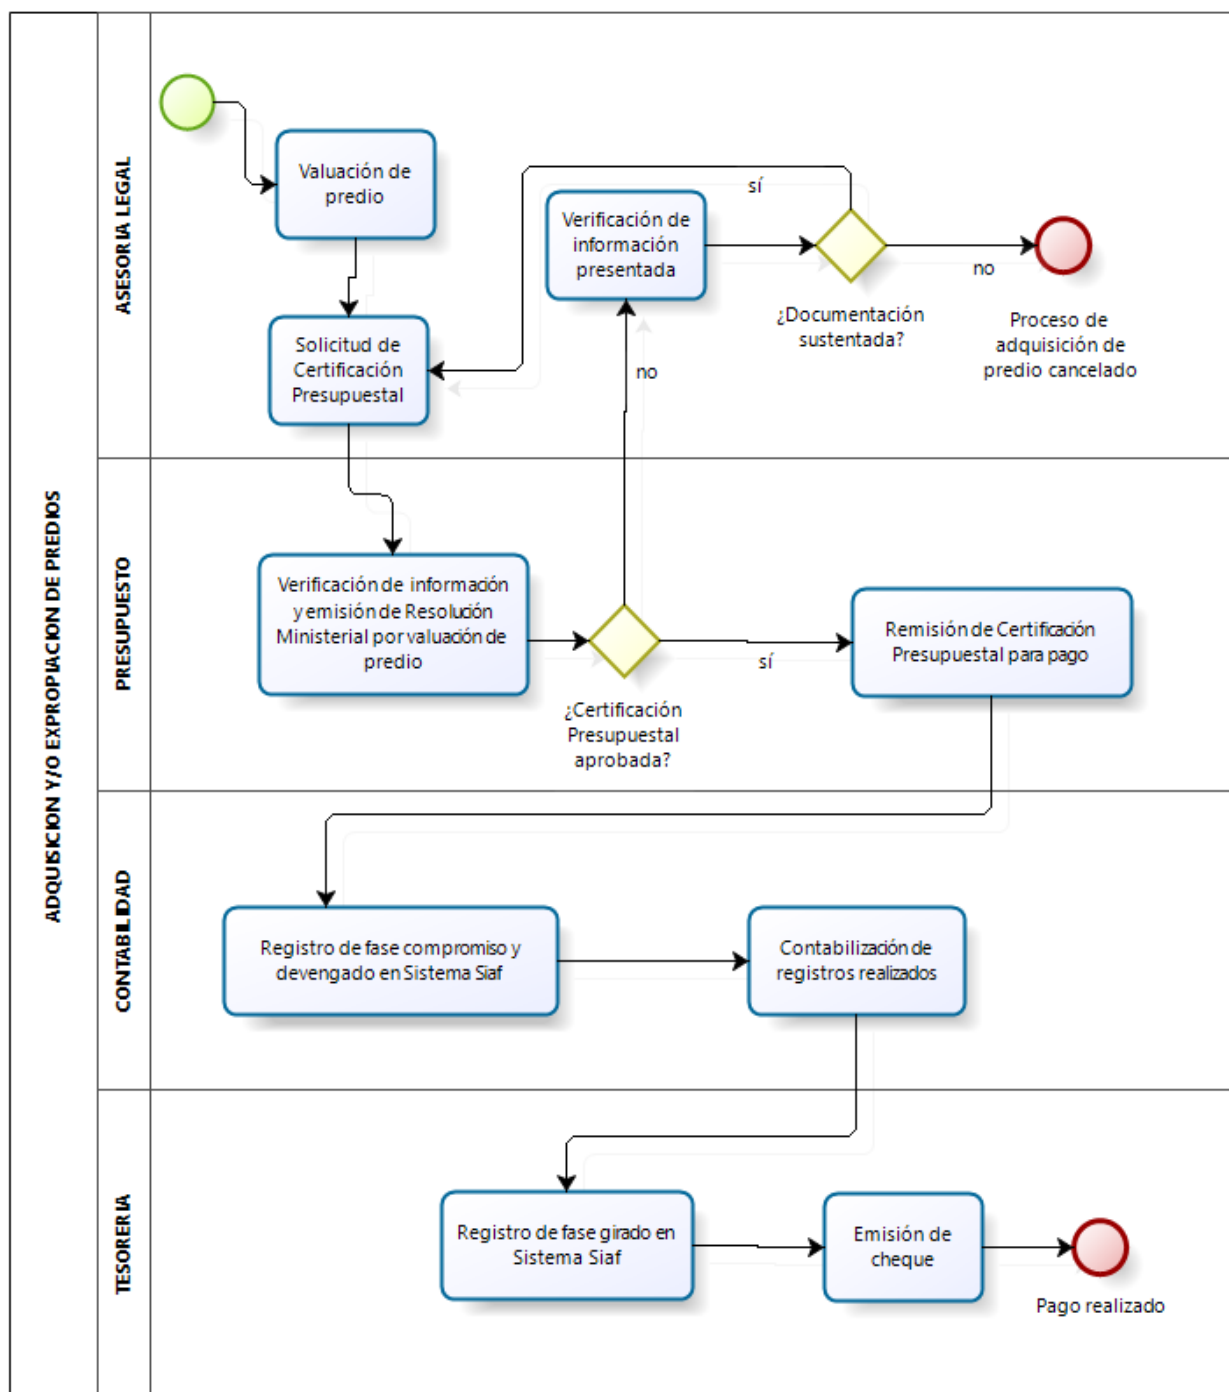 ADQUISICION Y/O EXPROPIACION DE PREDIOS
ASESORIA LEGAL
Valuación de
predio
Solicitud de
Certificación
Presupuestal
Verificación de
información
presentada
sí
¿Documentación
sustentada?
no
Proceso de
adquisición de
predio cancelado
no
PRESUPUESTO
Verificación de información
y emisión de Resolución
Ministerial por valuación de
predio
¿Certificación
Presupuestal
aprobada?
sí
Remisión de Certificación
Presupuestal para pago
CONTABILIDAD
Registro de fase compromiso y
devengado en Sistema Siaf
Contabilización de
registros realizados
TESORERIA
Registro de fase girado en
Sistema Siaf
Emisión de
cheque
Pago realizado